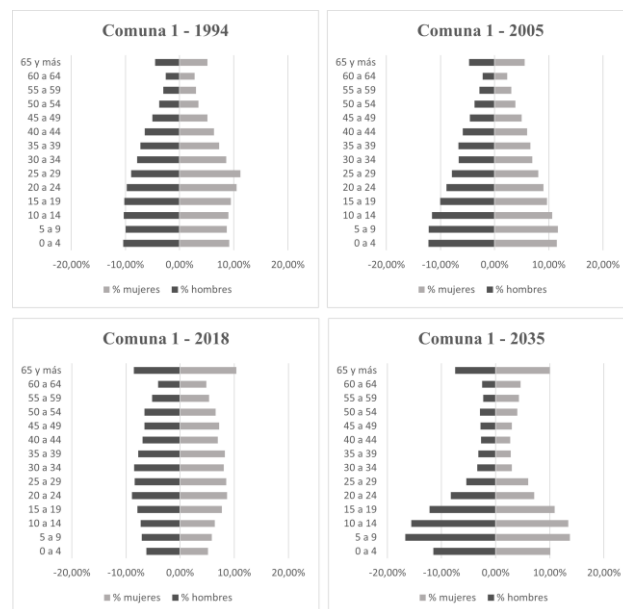 Comuna 1 - 1994
65 y más
60 a 64
55 a 59
50 a 54
45 a 49
40 a 44
35 a 39
30 a 34
25 a 29
20 a 24
15 a 19
10 a 14
5 a 9
0 a 4
-20,00% -10,00% 0,00% 10,00% 20,00%
% mujeres % hombres
Comuna 1 - 2005
65 y más
60 a 64
55 a 59
50 a 54
45 a 49
40 a 44
35 a 39
30 a 34
25 a 29
20 a 24
15 a 19
10 a 14
5 a 9
0 a 4
-20,00% -10,00% 0,00% 10,00% 20,00%
% mujeres % hombres
Comuna 1 - 2018
65 y más
60 a 64
55 a 59
50 a 54
45 a 49
40 a 44
35 a 39
30 a 34
25 a 29
20 a 24
15 a 19
10 a 14
5 a 9
0 a 4
-20,00% -10,00% 0,00% 10,00% 20,00%
% mujeres % hombres
Comuna 1 - 2035
65 y más
60 a 64
55 a 59
50 a 54
45 a 49
40 a 44
35 a 39
30 a 34
25 a 29
20 a 24
15 a 19
10 a 14
5 a 9
0 a 4
-20,00% -10,00% 0,00% 10,00% 20,00%
% mujeres % hombres